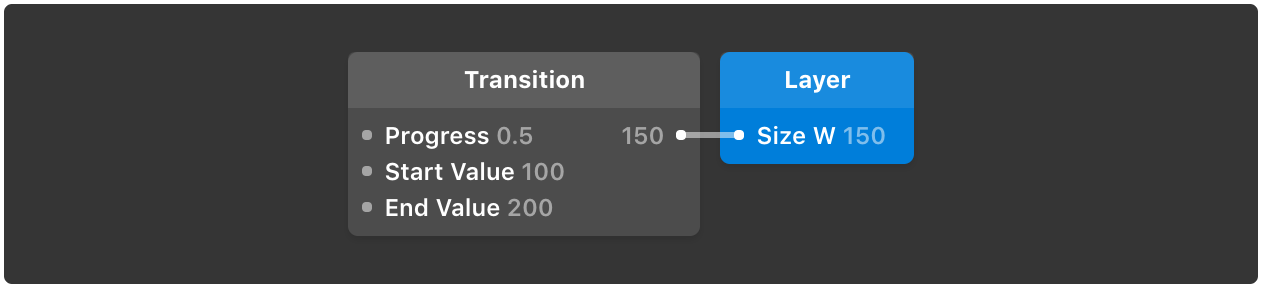 Transition
Layer
Progress 0.5 150
Size W 150
Start Value 100
End Value 200